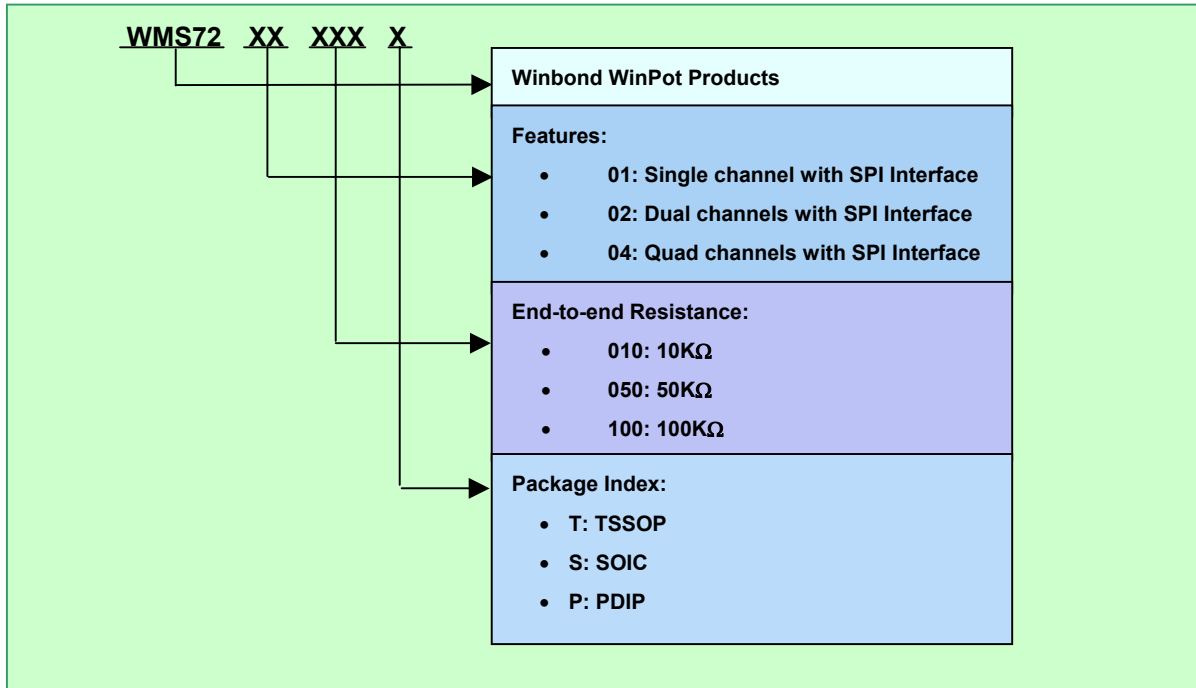 WMS72 XX XXX X
Winbond WinPot Products
Features:
• 01: Single channel with SPI Interface
• 02: Dual channels with SPI Interface
• 04: Quad channels with SPI Interface
End-to-end Resistance:
• 010: 10KΩ
• 050: 50KΩ
• 100: 100KΩ
Package Index:
• T: TSSOP
• S: SOIC
• P: PDIP